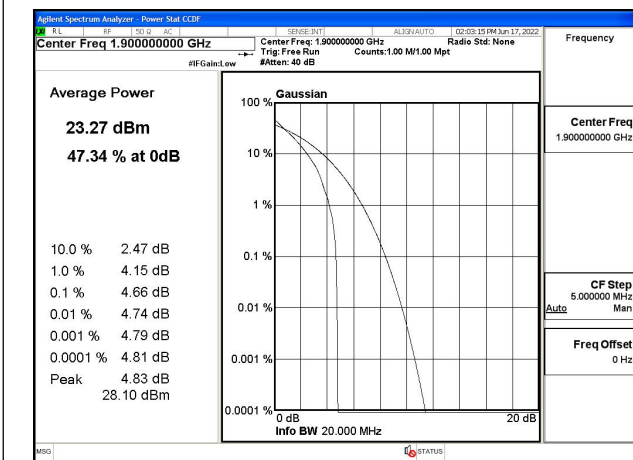 Agilent Spectrum Analyzer - Power Stat CCDF
RL RF 50 Ω AC SENSE:INT ALIGN AUTO 02:03:15 PM Jun 17, 2022
Center Freq 1.900000000 GHz
Center Freq: 1.900000000 GHz Radio Std: None
Trig: Free Run Counts:1.00 M/1.00 Mpt
#IFGain:Low #Atten: 40 dB
Frequency
Average Power
23.27 dBm
47.34 % at 0dB
10.0 % 2.47 dB
1.0 % 4.15 dB
0.1 % 4.66 dB
0.01 % 4.74 dB
0.001 % 4.79 dB
0.0001 % 4.81 dB
Peak 4.83 dB
28.10 dBm
Gaussian
100 %
10 %
1 %
0.1 %
0.01 %
0.001 %
0.0001 %
0 dB 20 dB
Info BW 20.000 MHz
Center Freq
1.900000000 GHz
CF Step
5.000000 MHz
Auto Man
Freq Offset
0 Hz
MSG STATUS